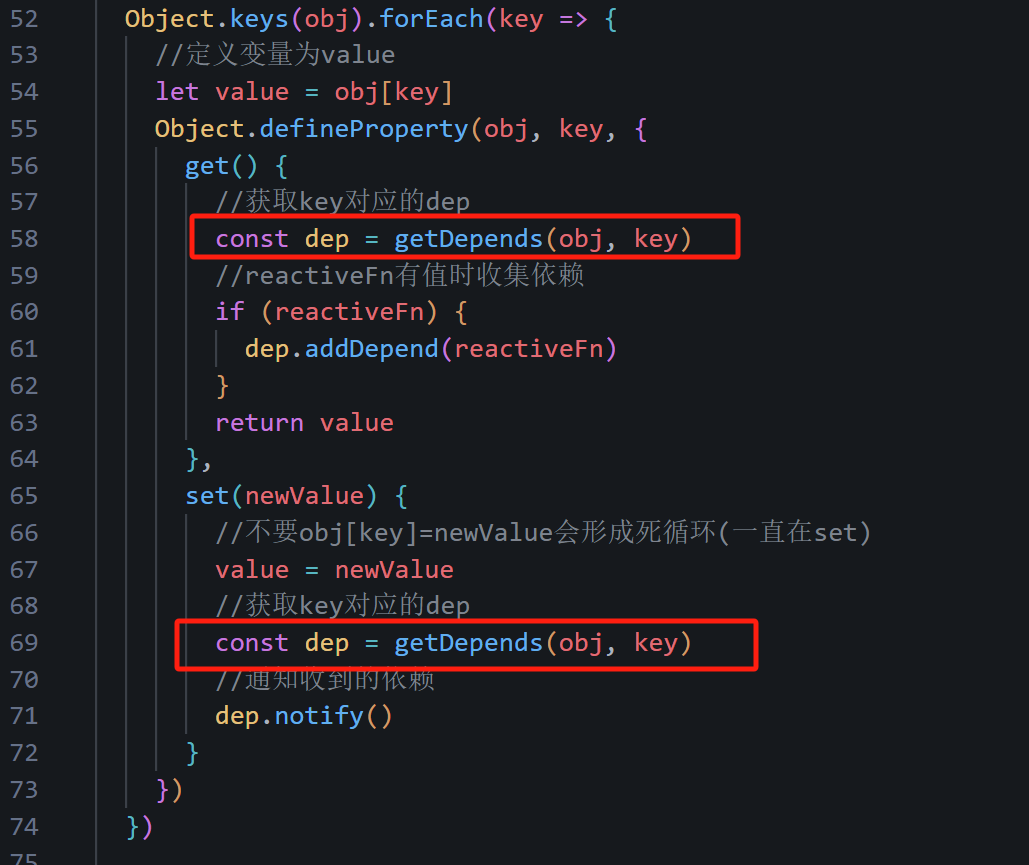 52 Object.keys(obj).forEach(key => {
53 //定义变量为value
54 let value = obj[key]
55 Object.defineProperty(obj, key, {
56 get() {
57 //获取key对应的dep
58 const dep = getDepends(obj, key)
59 //reactiveFn有值时收集依赖
60 if (reactiveFn) {
61 dep.addDepend(reactiveFn)
62 }
63 return value
64 },
65 set(newValue) {
66 //不要obj[key]=newValue会形成死循环(一直在set)
67 value = newValue
68 //获取key对应的dep
69 const dep = getDepends(obj, key)
70 //通知收到的依赖
71 dep.notify()
72 }
73 })
74 })
75